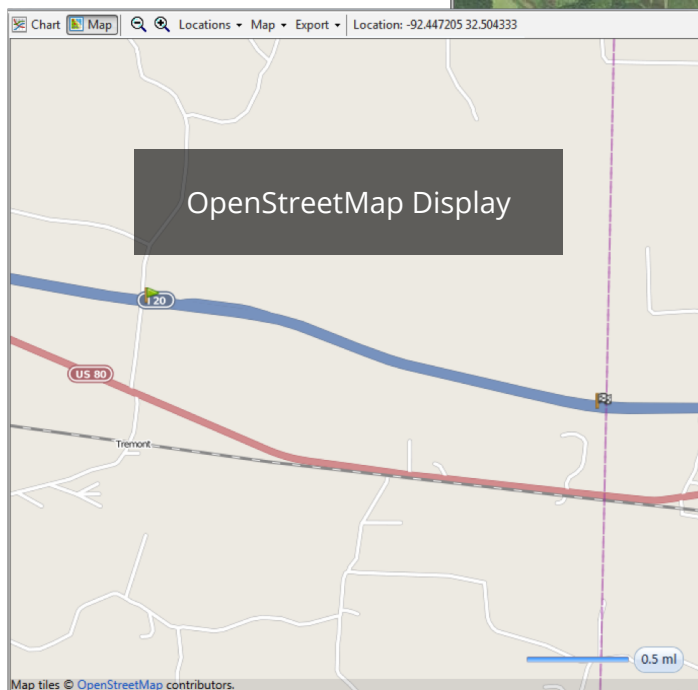 Chart Map Locations Map Export Location: -92.447205 32.504333
OpenStreetMap Display
I 20
US 80
Tremont
0.5 ml
Map tiles © OpenStreetMap contributors.